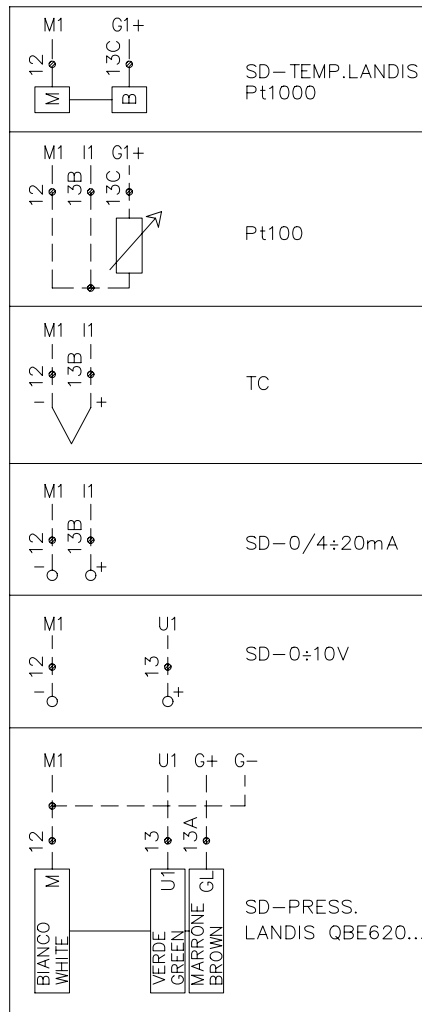 M1 G1+
12 13C
M B
SD-TEMP.LANDIS
Pt1000
M1 I1 G1+
12 13B 13C
Pt100
M1 I1
12 13B
- +
TC
M1 I1
12 13B
- +
SD-0/4÷20mA
M1 U1
12 13
- +
SD-0÷10V
M1 U1 G+ G-
12 13 13A
M U1 GL
BIANCO
WHITE
VERDE
GREEN
MARRONE
BROWN
SD-PRESS.
LANDIS QBE620...